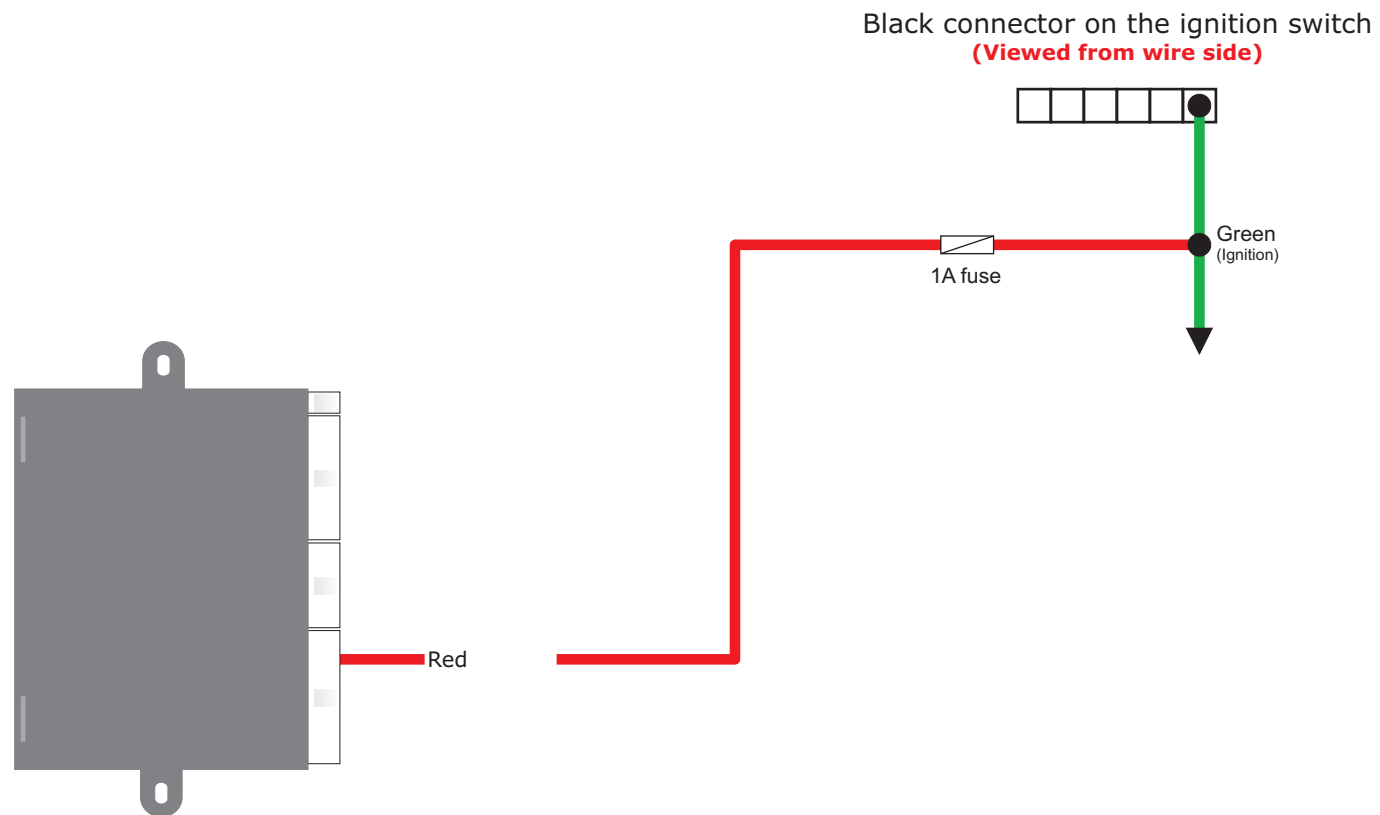 Black connector on the ignition switch
(Viewed from wire side)
Green
(Ignition)
1A fuse
Red